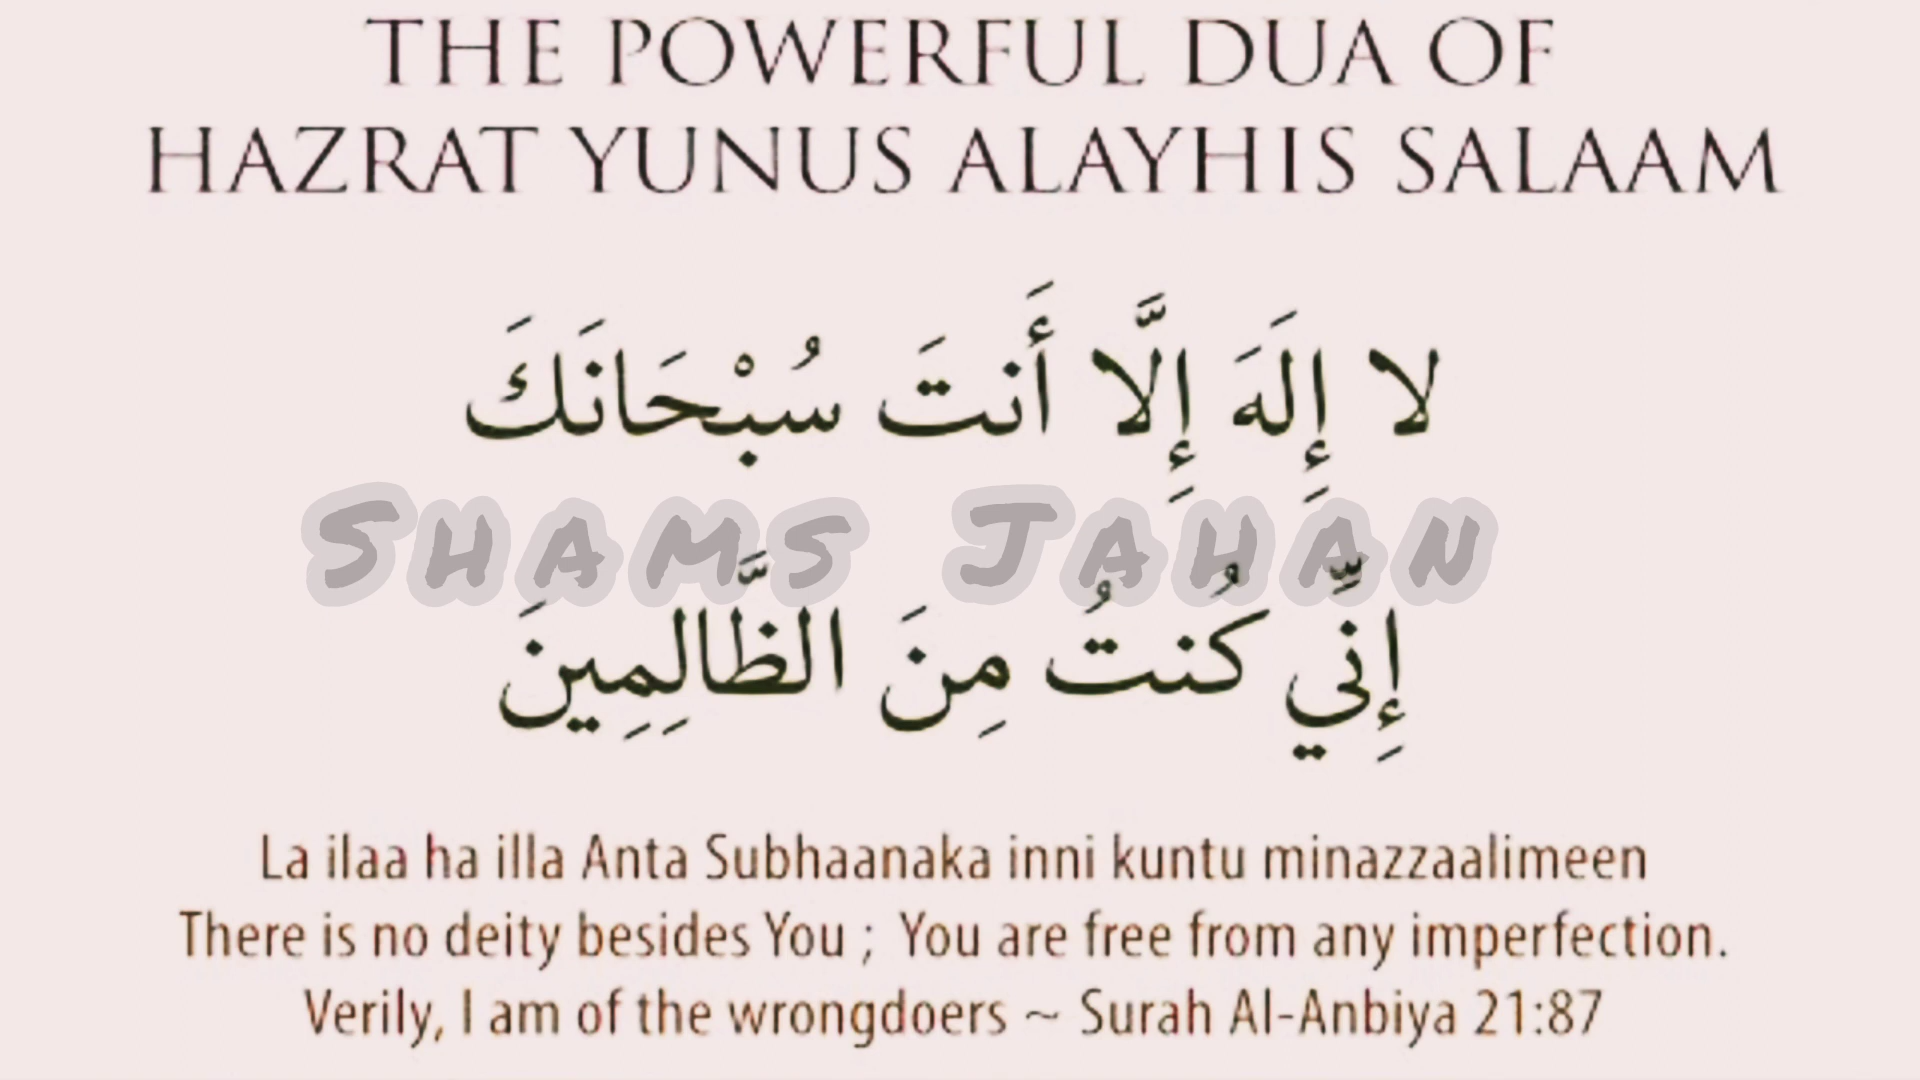 THE POWERFUL DUA OF
HAZRAT YUNUS ALAYHIS SALAAM
لا إِلَهَ إِلَّا أَنتَ سُبْحَانَكَ
SHAMS JAHAN
إِنِّي كُنتُ مِنَ الظَّالِمِينَ
La ilaa ha illa Anta Subhaanaka inni kuntu minazzaalimeen
There is no deity besides You ; You are free from any imperfection.
Verily, I am of the wrongdoers ~ Surah Al-Anbiya 21:87